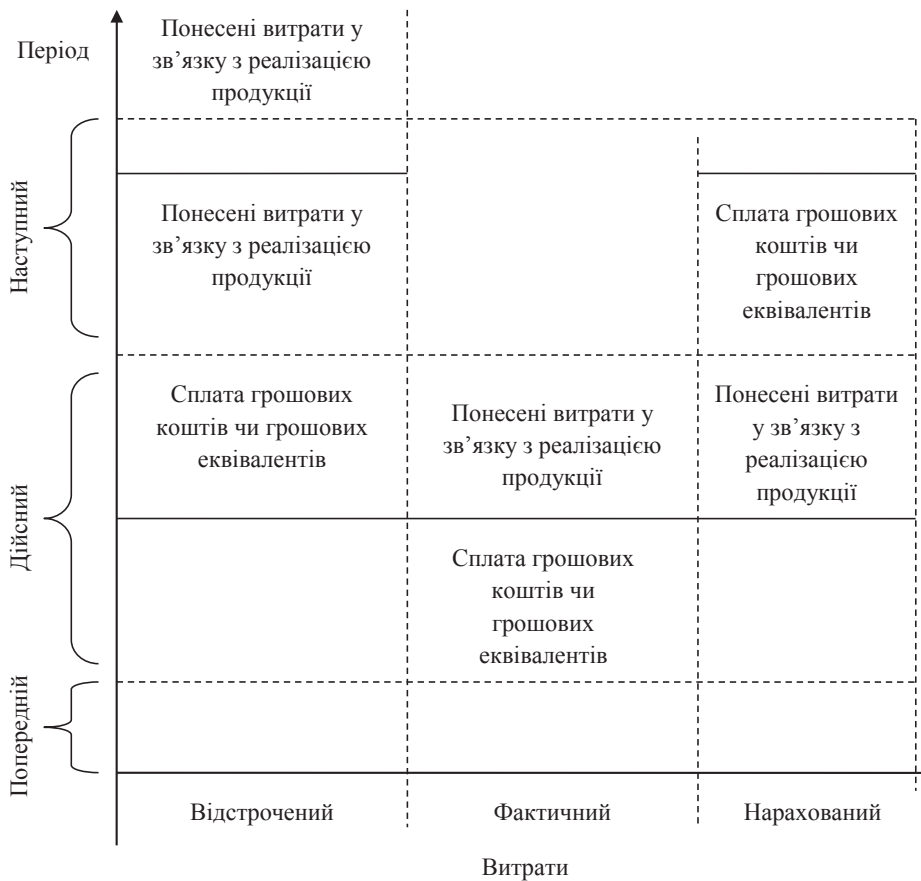 Період
Понесені витрати у
зв’язку з реалізацією
продукції
Наступний
Понесені витрати у
зв’язку з реалізацією
продукції
Сплата грошових
коштів чи
грошових
еквівалентів
Дійсний
Сплата грошових
коштів чи грошових
еквівалентів
Понесені витрати у
зв’язку з реалізацією
продукції
Понесені витрати
у зв’язку з
реалізацією
продукції
Сплата грошових
коштів чи
грошових
еквівалентів
Попередній
Відстрочений
Фактичний
Нарахований
Витрати